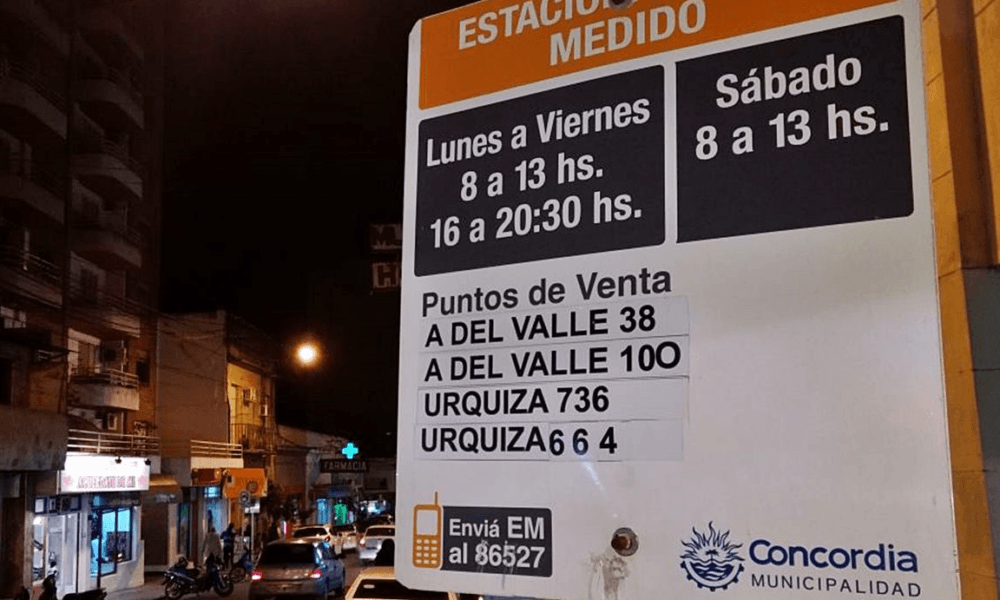 MEDIDO
Lunes a Viernes
8 a 13 hs.
16 a 20:30 hs.
Sábado
8 a 13 hs.
Puntos de Venta
A DEL VALLE 38
A DEL VALLE 100
URQUIZA 736
URQUIZA 664
Enviá EM
al 86527
Concordia
MUNICIPALIDAD
FARMACIA